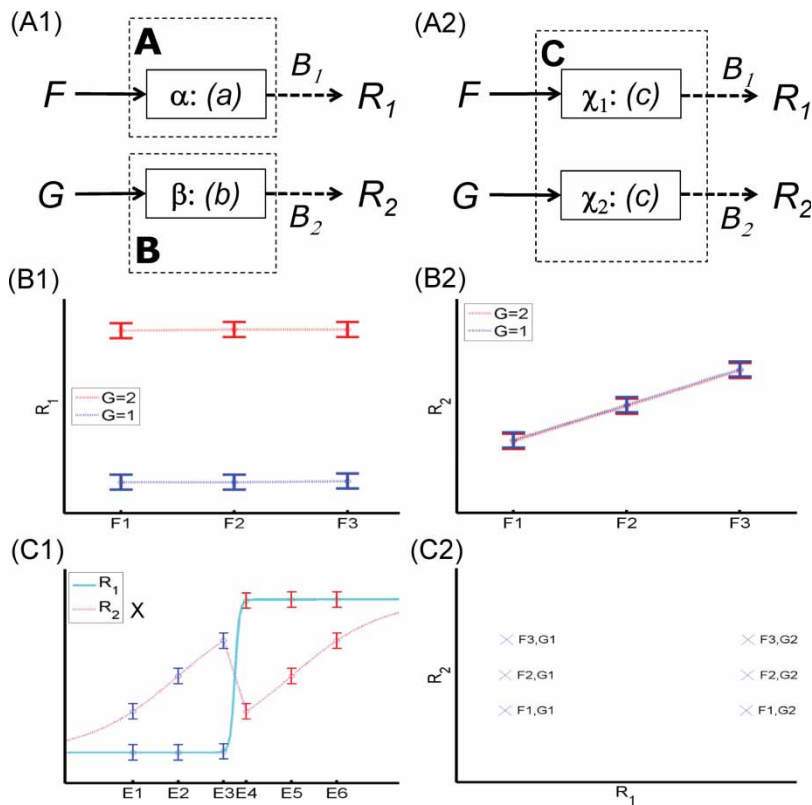 (A1)
A
F
α: (a)
B1
R1
G
β: (b)
B2
R2
B
(A2)
C
F
χ1: (c)
B1
R1
G
χ2: (c)
B2
R2
(B1)
R1
G=2
G=1
F1 F2 F3
(B2)
G=2
G=1
R2
F1 F2 F3
(C1)
R1
R2 X
E1 E2 E3 E4 E5 E6
(C2)
R2
F3,G1 F3,G2
F2,G1 F2,G2
F1,G1 F1,G2
R1